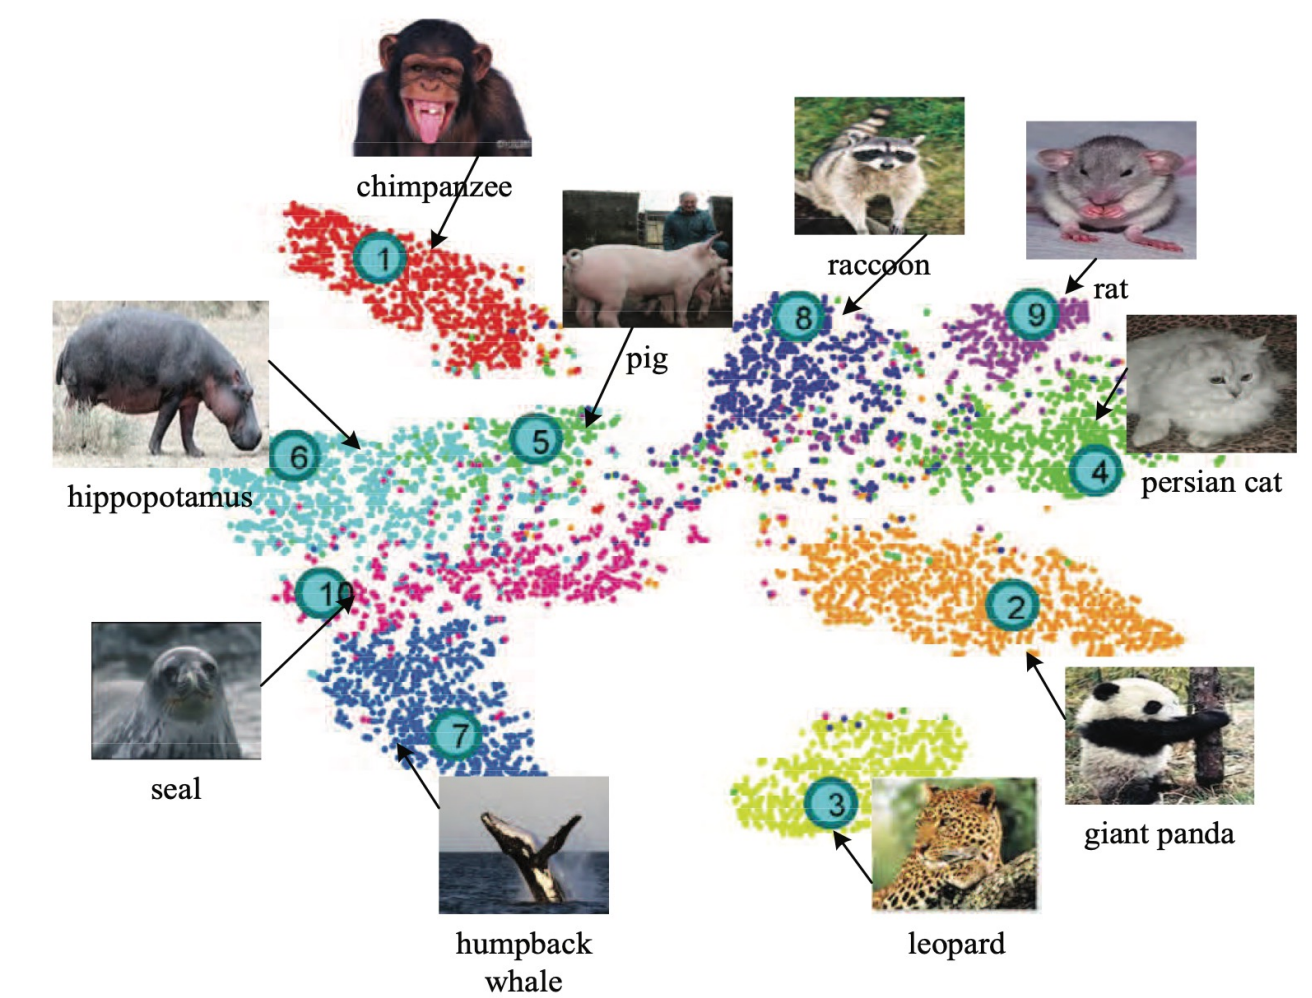 chimpanzee
1
raccoon
8
rat
9
pig
5
hippopotamus
6
persian cat
4
10
seal
2
giant panda
7
humpback
whale
3
leopard